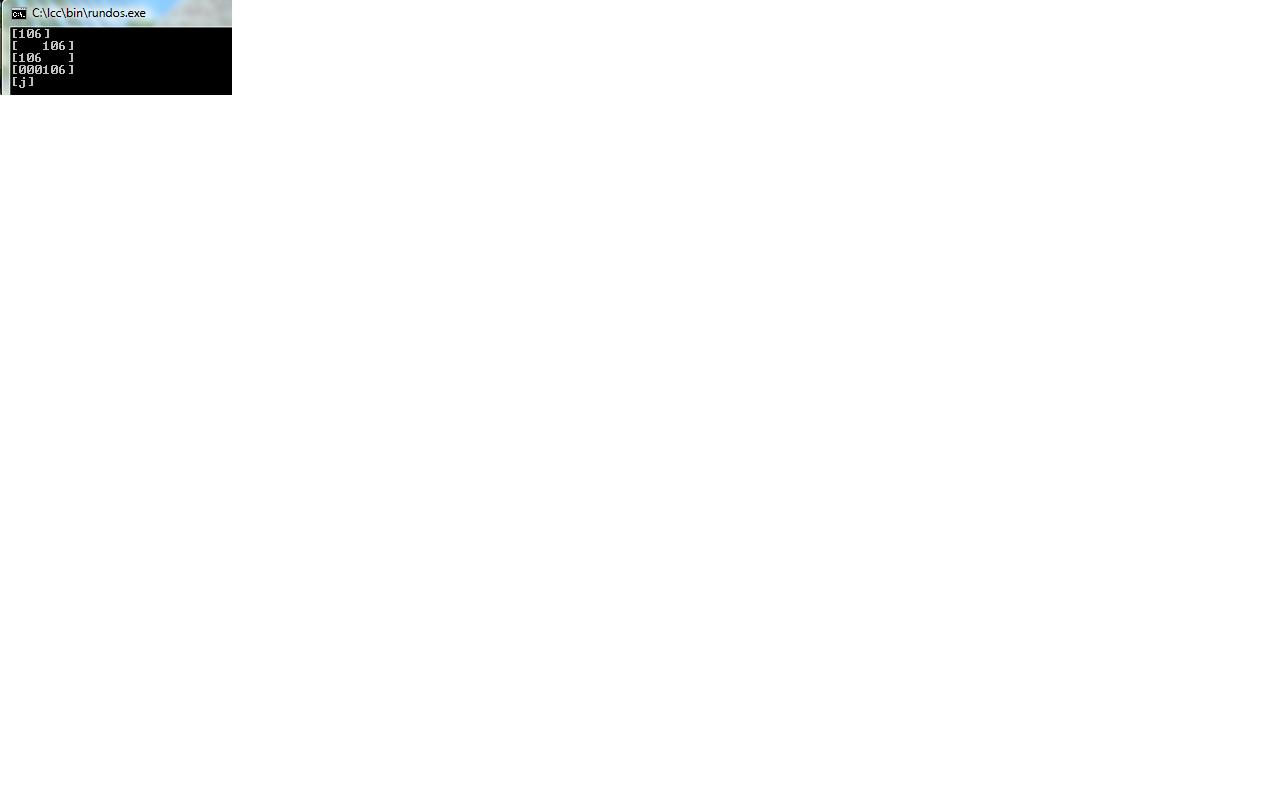 C:\lcc\bin\rundos.exe
[106]
[   106]
[106   ]
[000106]
[j]